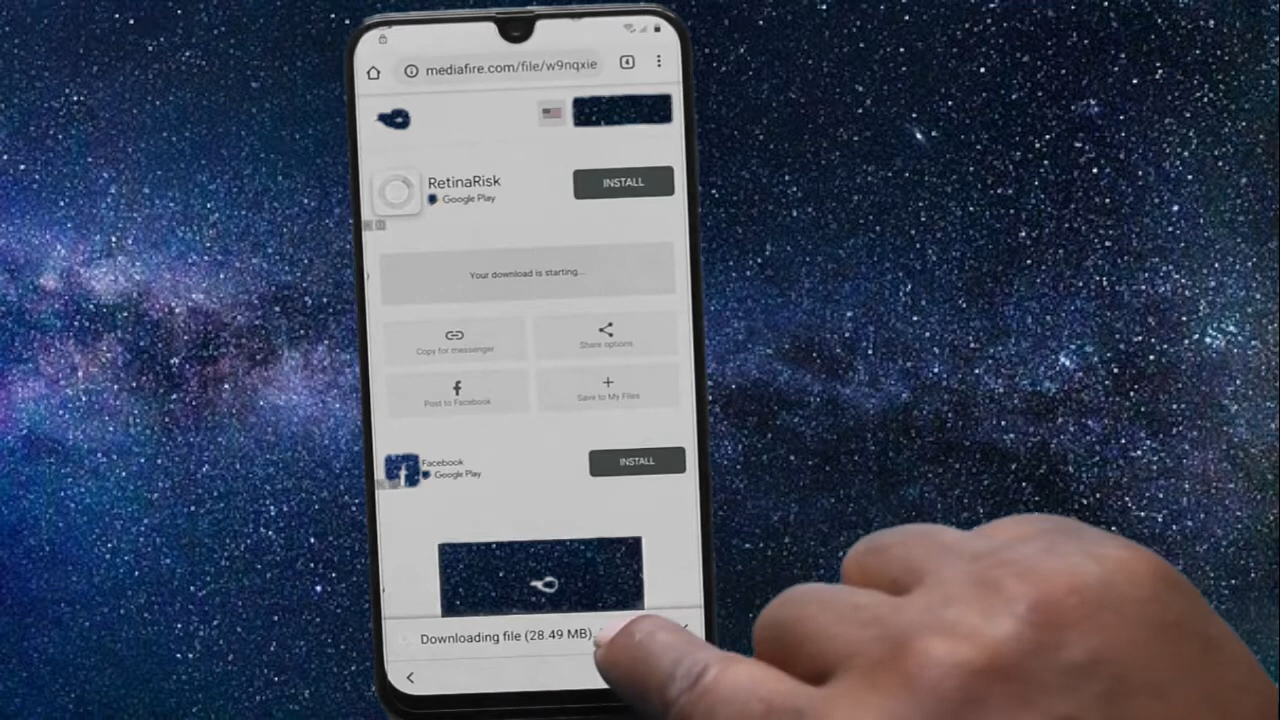 mediafire.com/file/w9nqxie
4
RetinaRisk
Google Play
INSTALL
Your download is starting...
Copy for messenger
Share options
Post to Facebook
Save to My Files
Facebook
Google Play
INSTALL
Downloading file (28.49 MB).